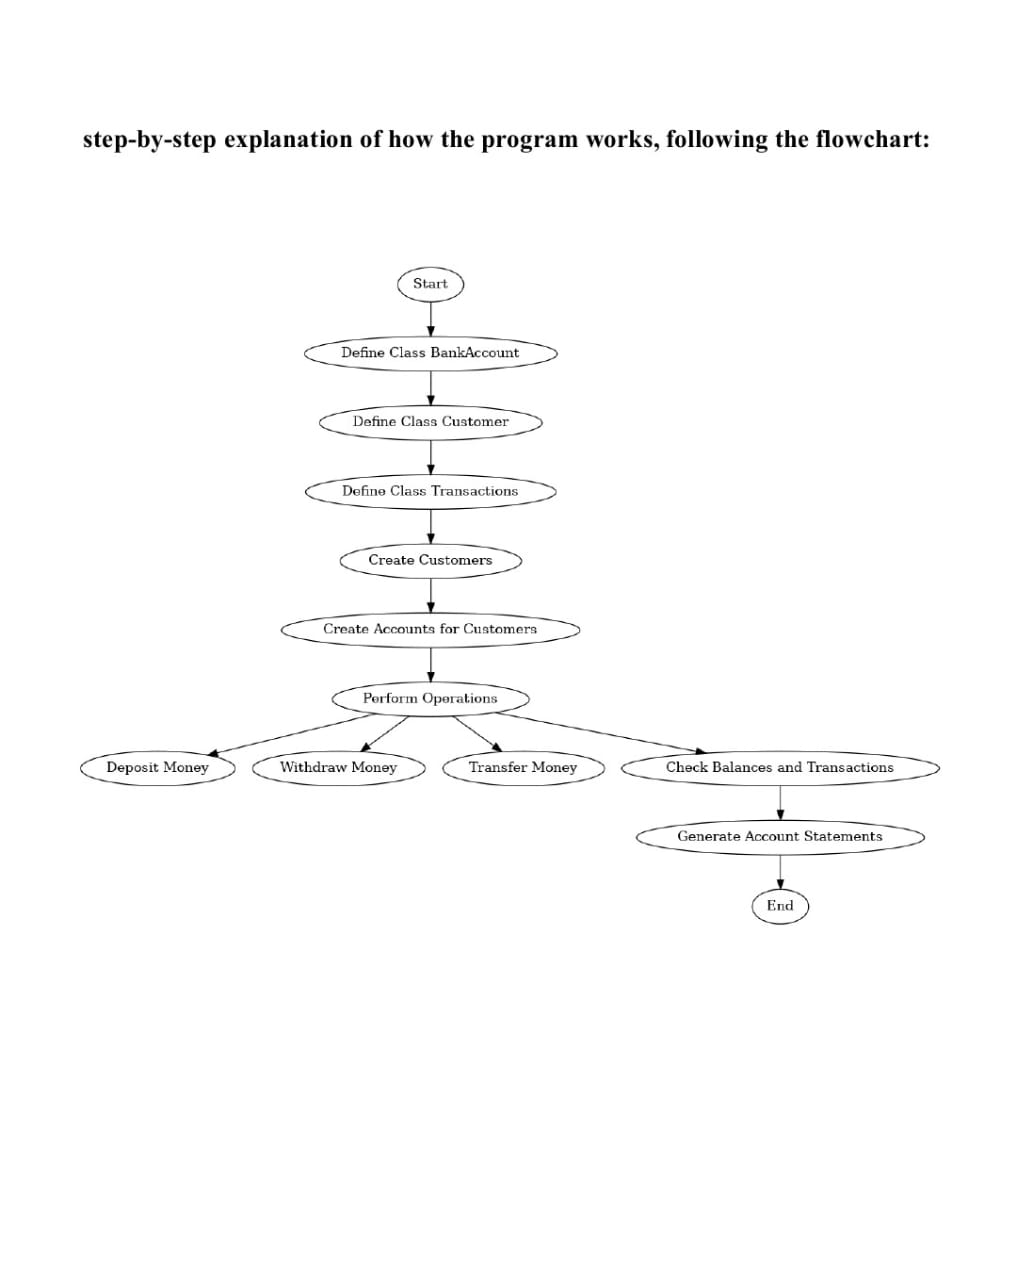 step-by-step explanation of how the program works, following the flowchart:
Start
Define Class BankAccount
Define Class Customer
Define Class Transactions
Create Customers
Create Accounts for Customers
Perform Operations
Deposit Money
Withdraw Money
Transfer Money
Check Balances and Transactions
Generate Account Statements
End